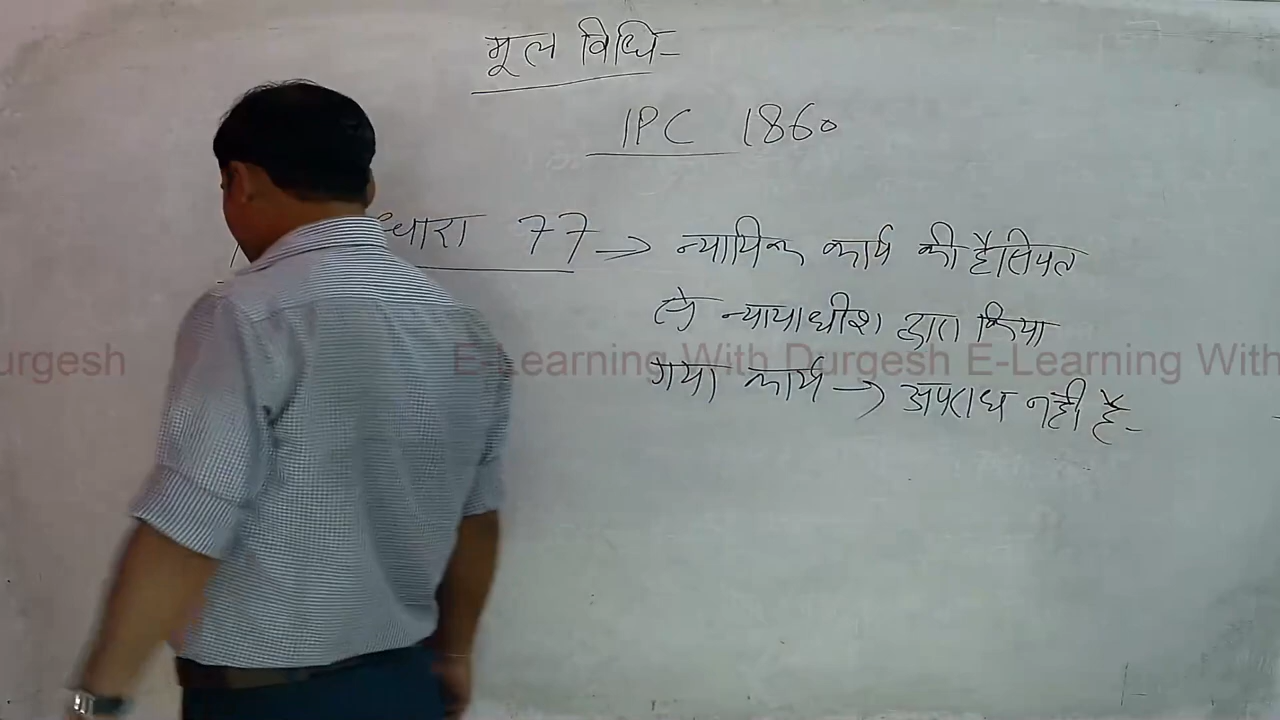 मूल विधि-
IPC 1860
धारा 77 → न्यायिक कार्य की हैसियत
से न्यायाधीश द्वारा किया
गया कार्य → अपराध नही है-
urgesh E-Learning With Durgesh E-Learning With